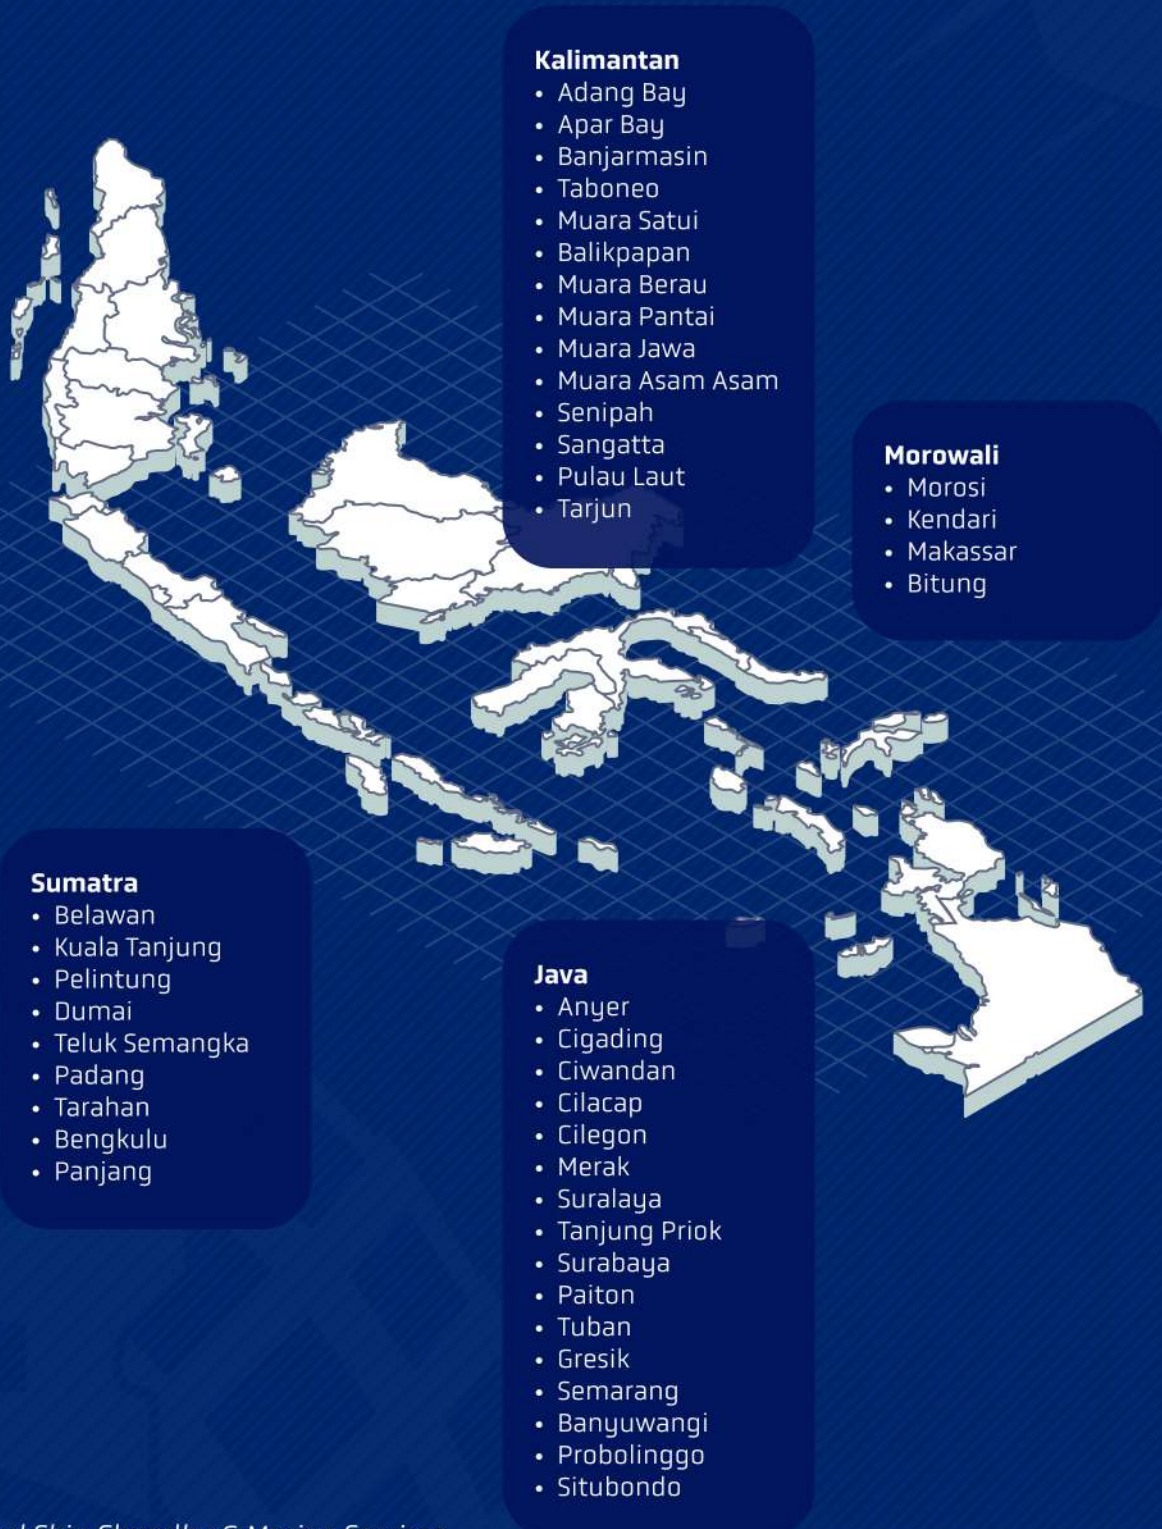 Kalimantan
• Adang Bay
• Apar Bay
• Banjarmasin
• Taboneo
• Muara Satui
• Balikpapan
• Muara Berau
• Muara Pantai
• Muara Jawa
• Muara Asam Asam
• Senipah
• Sangatta
• Pulau Laut
• Tarjun
Morowali
• Morosi
• Kendari
• Makassar
• Bitung
Sumatra
• Belawan
• Kuala Tanjung
• Pelintung
• Dumai
• Teluk Semangka
• Padang
• Tarahan
• Bengkulu
• Panjang
Java
• Anyer
• Cigading
• Ciwandan
• Cilacap
• Cilegon
• Merak
• Suralaya
• Tanjung Priok
• Surabaya
• Paiton
• Tuban
• Gresik
• Semarang
• Banyuwangi
• Probolinggo
• Situbondo